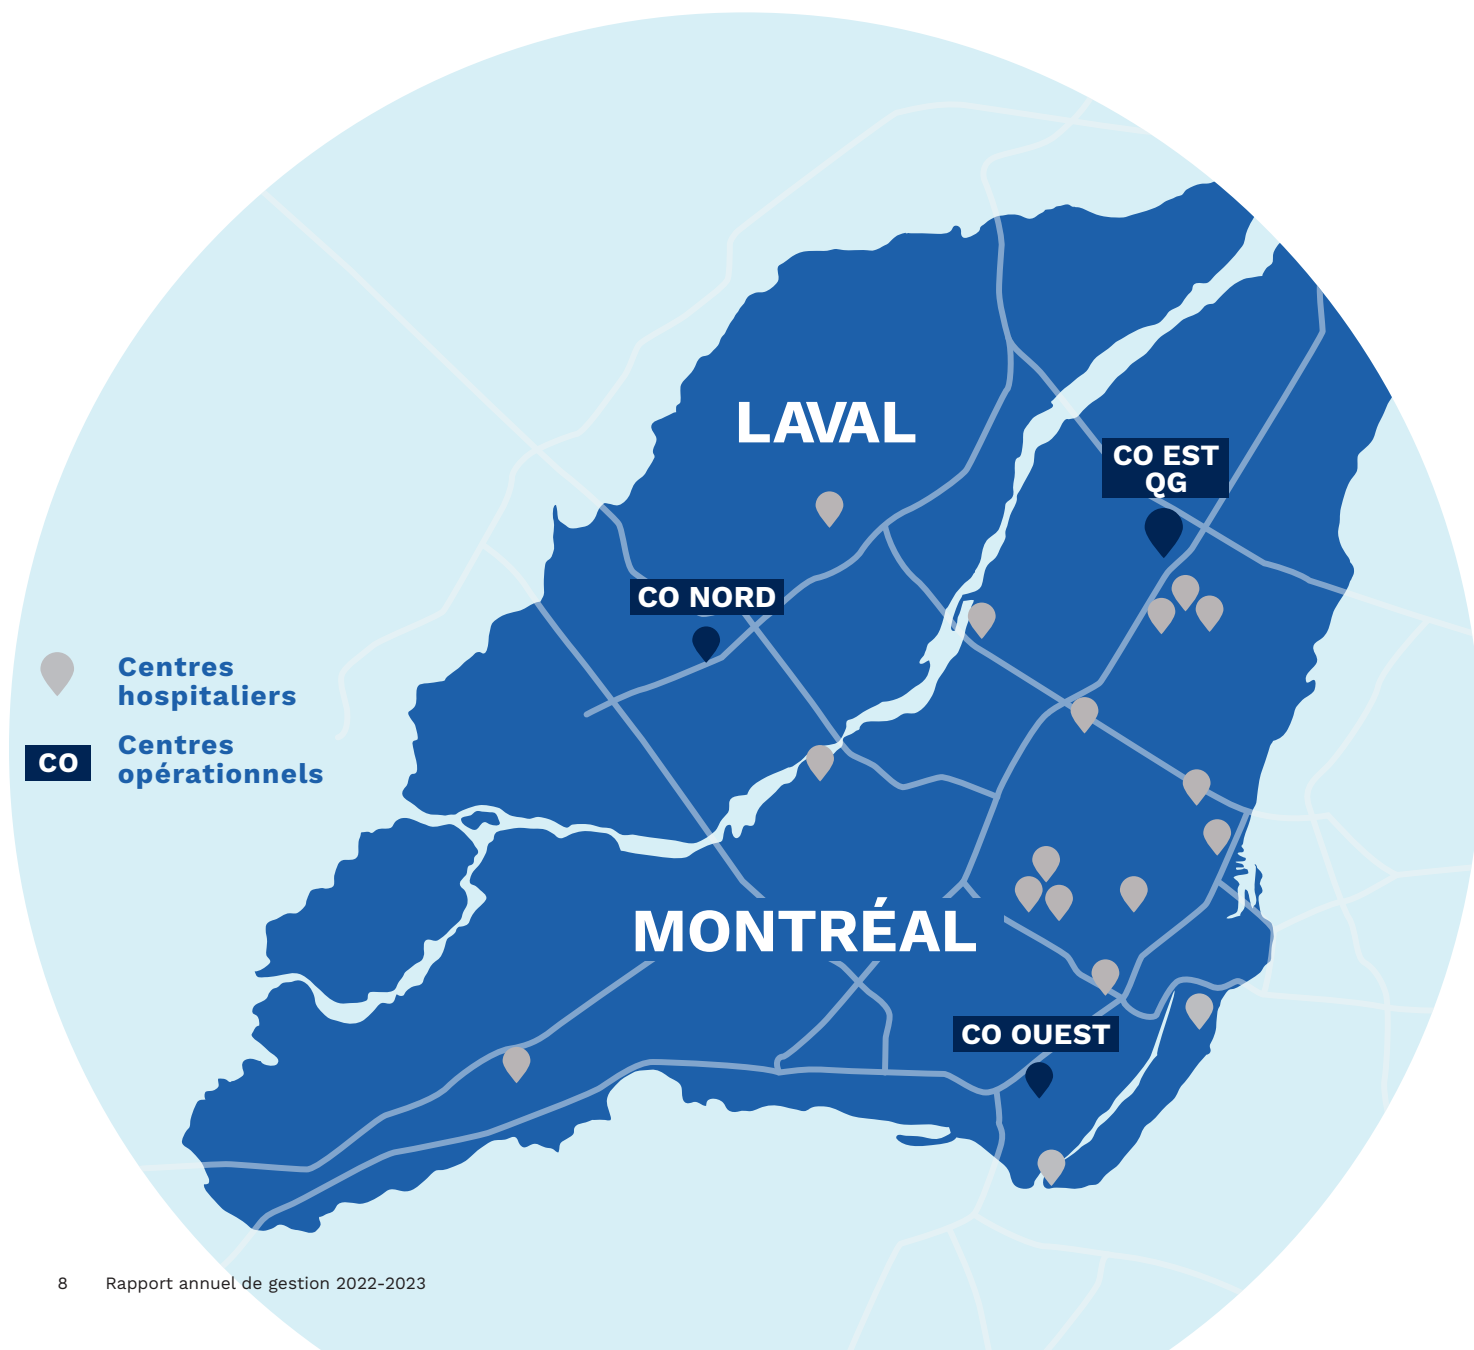 LAVAL
CO EST
QG
CO NORD
Centres
hospitaliers
CO
Centres
opérationnels
MONTRÉAL
CO OUEST
8 Rapport annuel de gestion 2022-2023